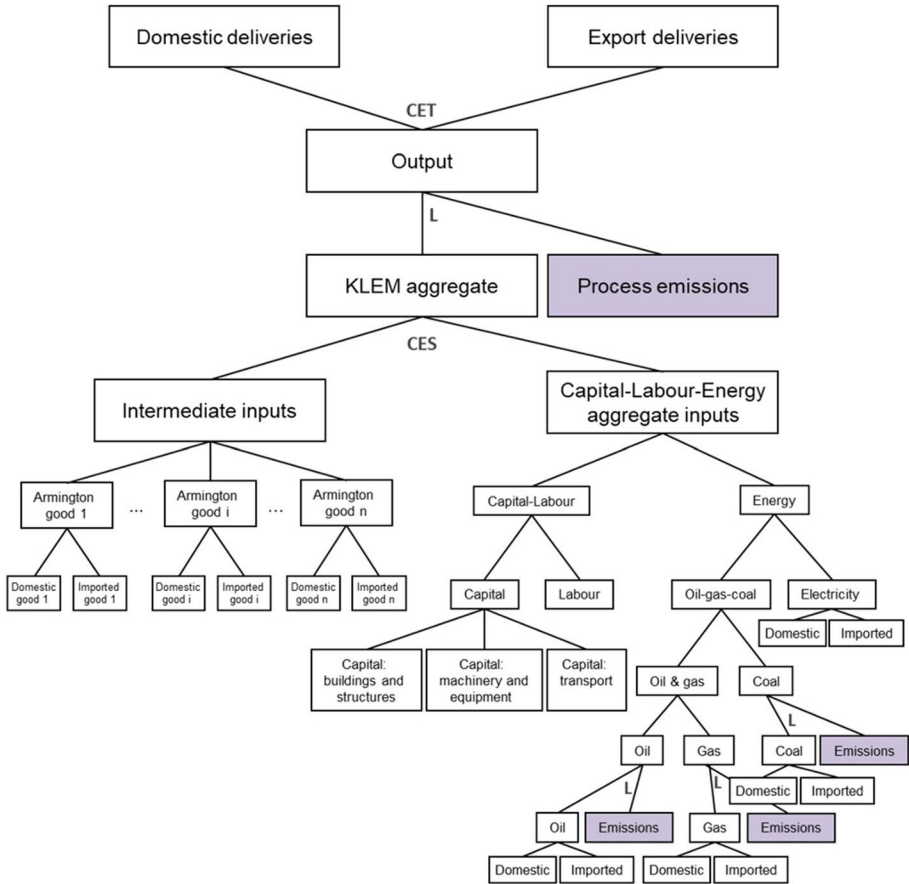 Domestic deliveries
Export deliveries
CET
Output
L
KLEM aggregate
Process emissions
CES
Intermediate inputs
Capital-Labour-Energy
aggregate inputs
Armington
good 1
...
Armington
good i
...
Armington
good n
Capital-Labour
Energy
Domestic
good 1
Imported
good 1
Domestic
good i
Imported
good i
Domestic
good n
Imported
good n
Capital
Labour
Oil-gas-coal
Electricity
Domestic
Imported
Capital:
buildings and
structures
Capital:
machinery and
equipment
Capital:
transport
Oil & gas
Coal
L
Oil
Gas
Coal
Emissions
L
L
Domestic
Imported
Oil
Emissions
Gas
Emissions
Domestic
Imported
Domestic
Imported